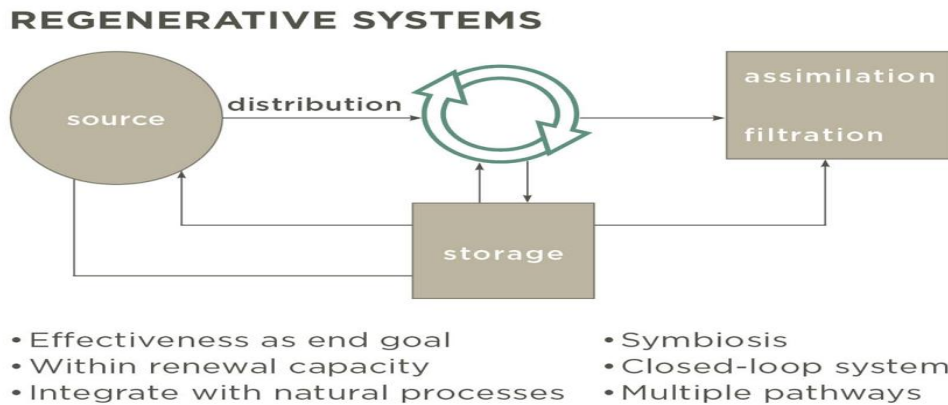 REGENERATIVE SYSTEMS
source
distribution
assimilation
filtration
storage
• Effectiveness as end goal
• Within renewal capacity
• Integrate with natural processes
• Symbiosis
• Closed-loop system
• Multiple pathways